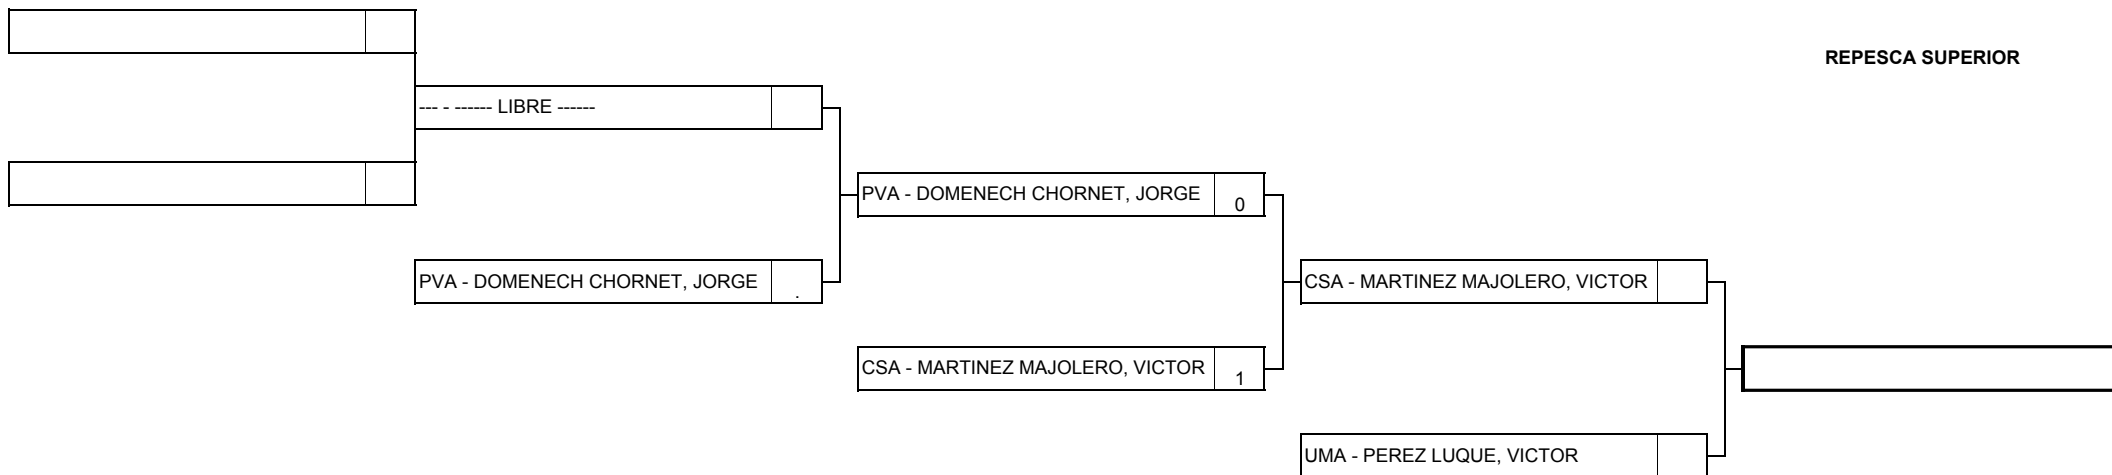 REPESCA SUPERIOR
--- - ------ LIBRE ------
PVA - DOMENECH CHORNET, JORGE 0
PVA - DOMENECH CHORNET, JORGE .
CSA - MARTINEZ MAJOLERO, VICTOR
CSA - MARTINEZ MAJOLERO, VICTOR 1
UMA - PEREZ LUQUE, VICTOR